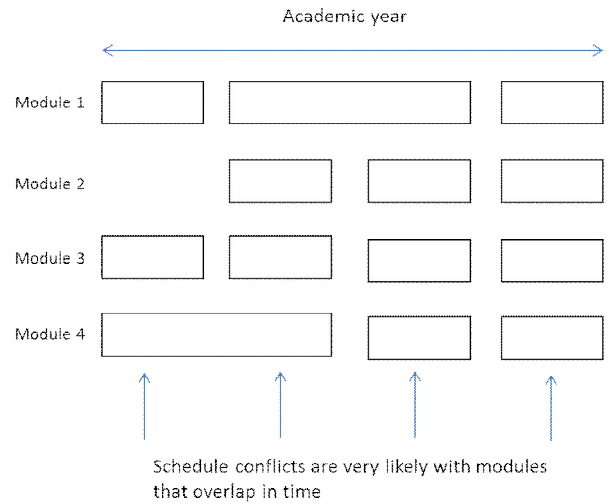 Academic year
Module 1
Module 2
Module 3
Module 4
Schedule conflicts are very likely with modules
that overlap in time